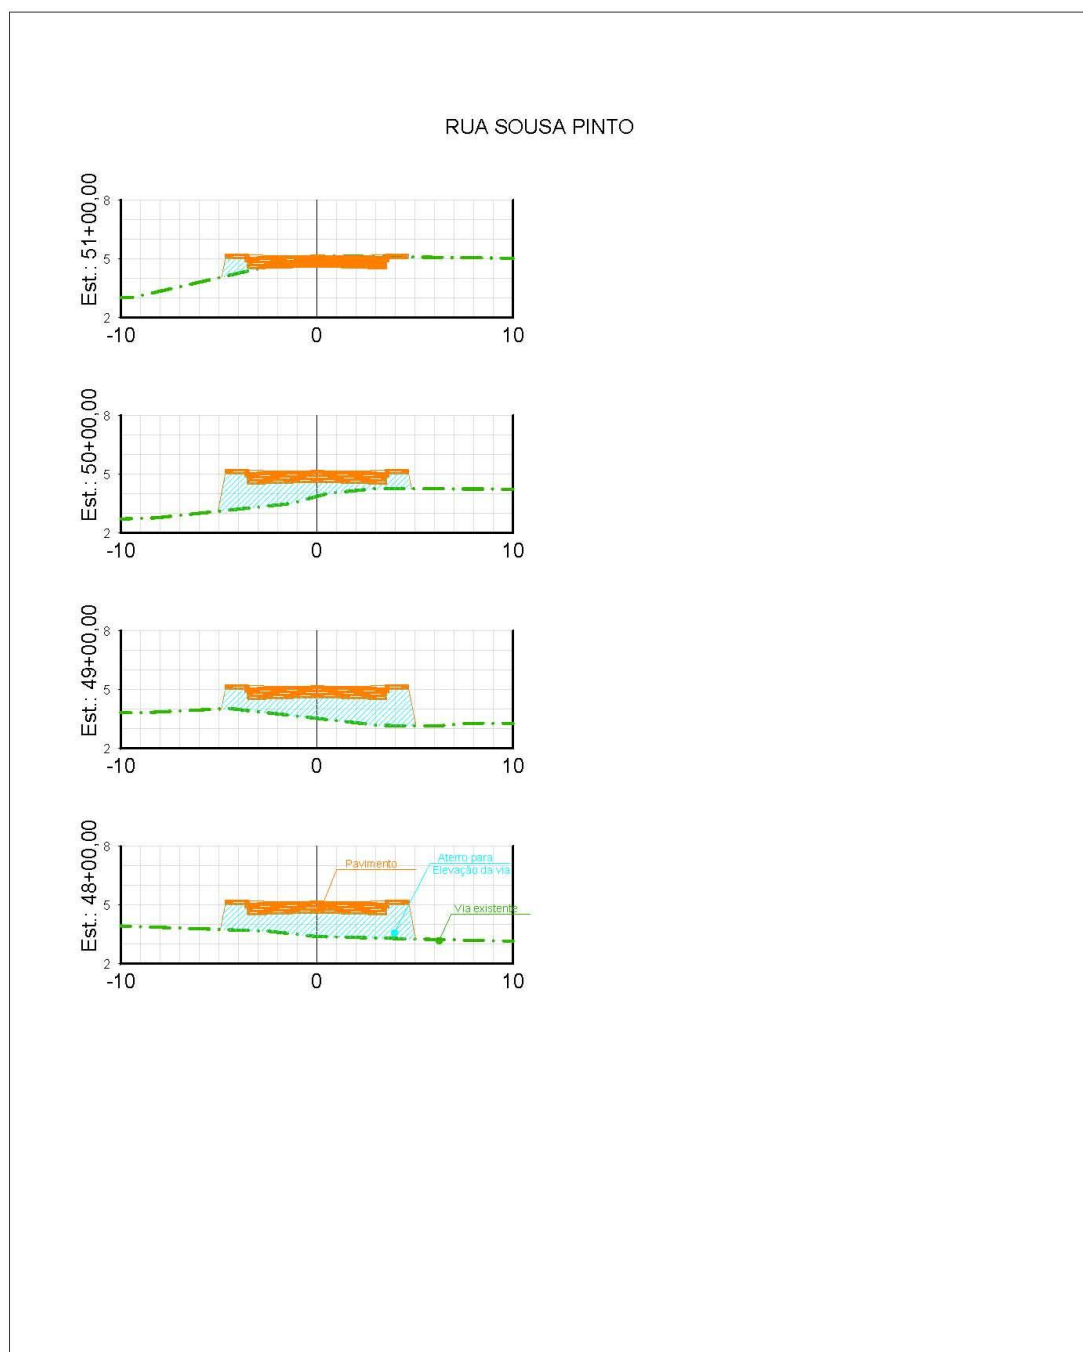 RUA SOUSA PINTO
Est.: 51+00,00
8
5
2
-10
0
10
Est.: 50+00,00
8
5
2
-10
0
10
Est.: 49+00,00
8
5
2
-10
0
10
Est.: 48+00,00
8
5
2
Pavimento
Aterro para
Elevação da via
Via existente
-10
0
10